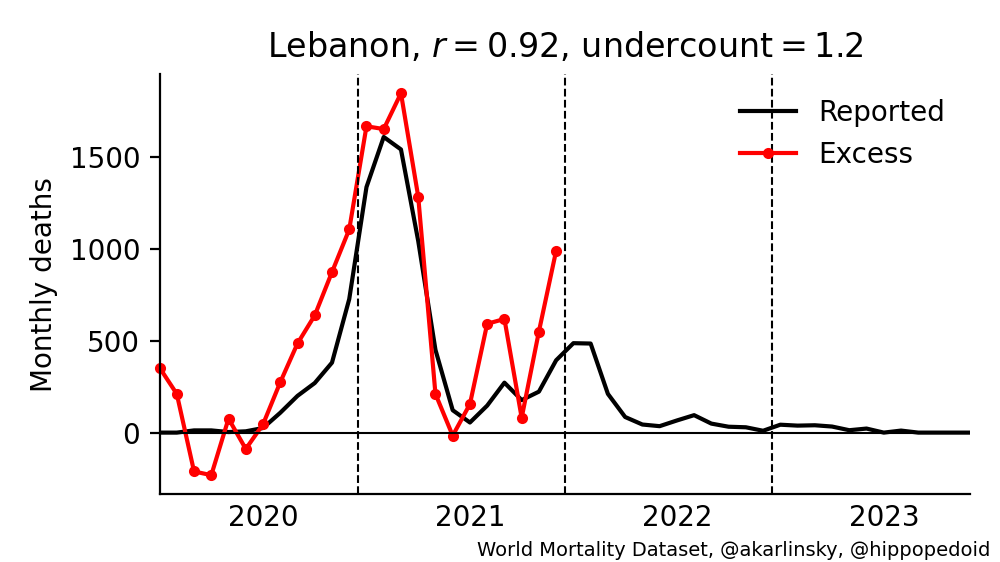 Lebanon, r = 0.92, undercount = 1.2
Monthly deaths
1500
1000
500
0
Reported
Excess
2020 2021 2022 2023
World Mortality Dataset, @akarlinsky, @hippopedoid